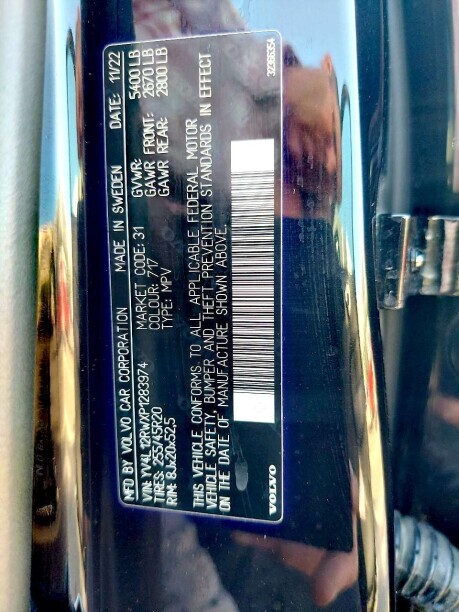 MFD BY VOLVO CAR CORPORATION MADE IN SWEDEN DATE: 11/22
VIN: YV4L12RWXP1283974 MARKET CODE: 31 GVWR: 5400 LB
TIRES: 255/45R20 COLOUR: 717 GAWR FRONT: 2670 LB
RIM: 8Jx20x52,5 TYPE: MPV GAWR REAR: 2800 LB
THIS VEHICLE CONFORMS TO ALL APPLICABLE FEDERAL MOTOR
VEHICLE SAFETY, BUMPER, AND THEFT PREVENTION STANDARDS IN EFFECT
ON THE DATE OF MANUFACTURE SHOWN ABOVE.
VOLVO 32366354